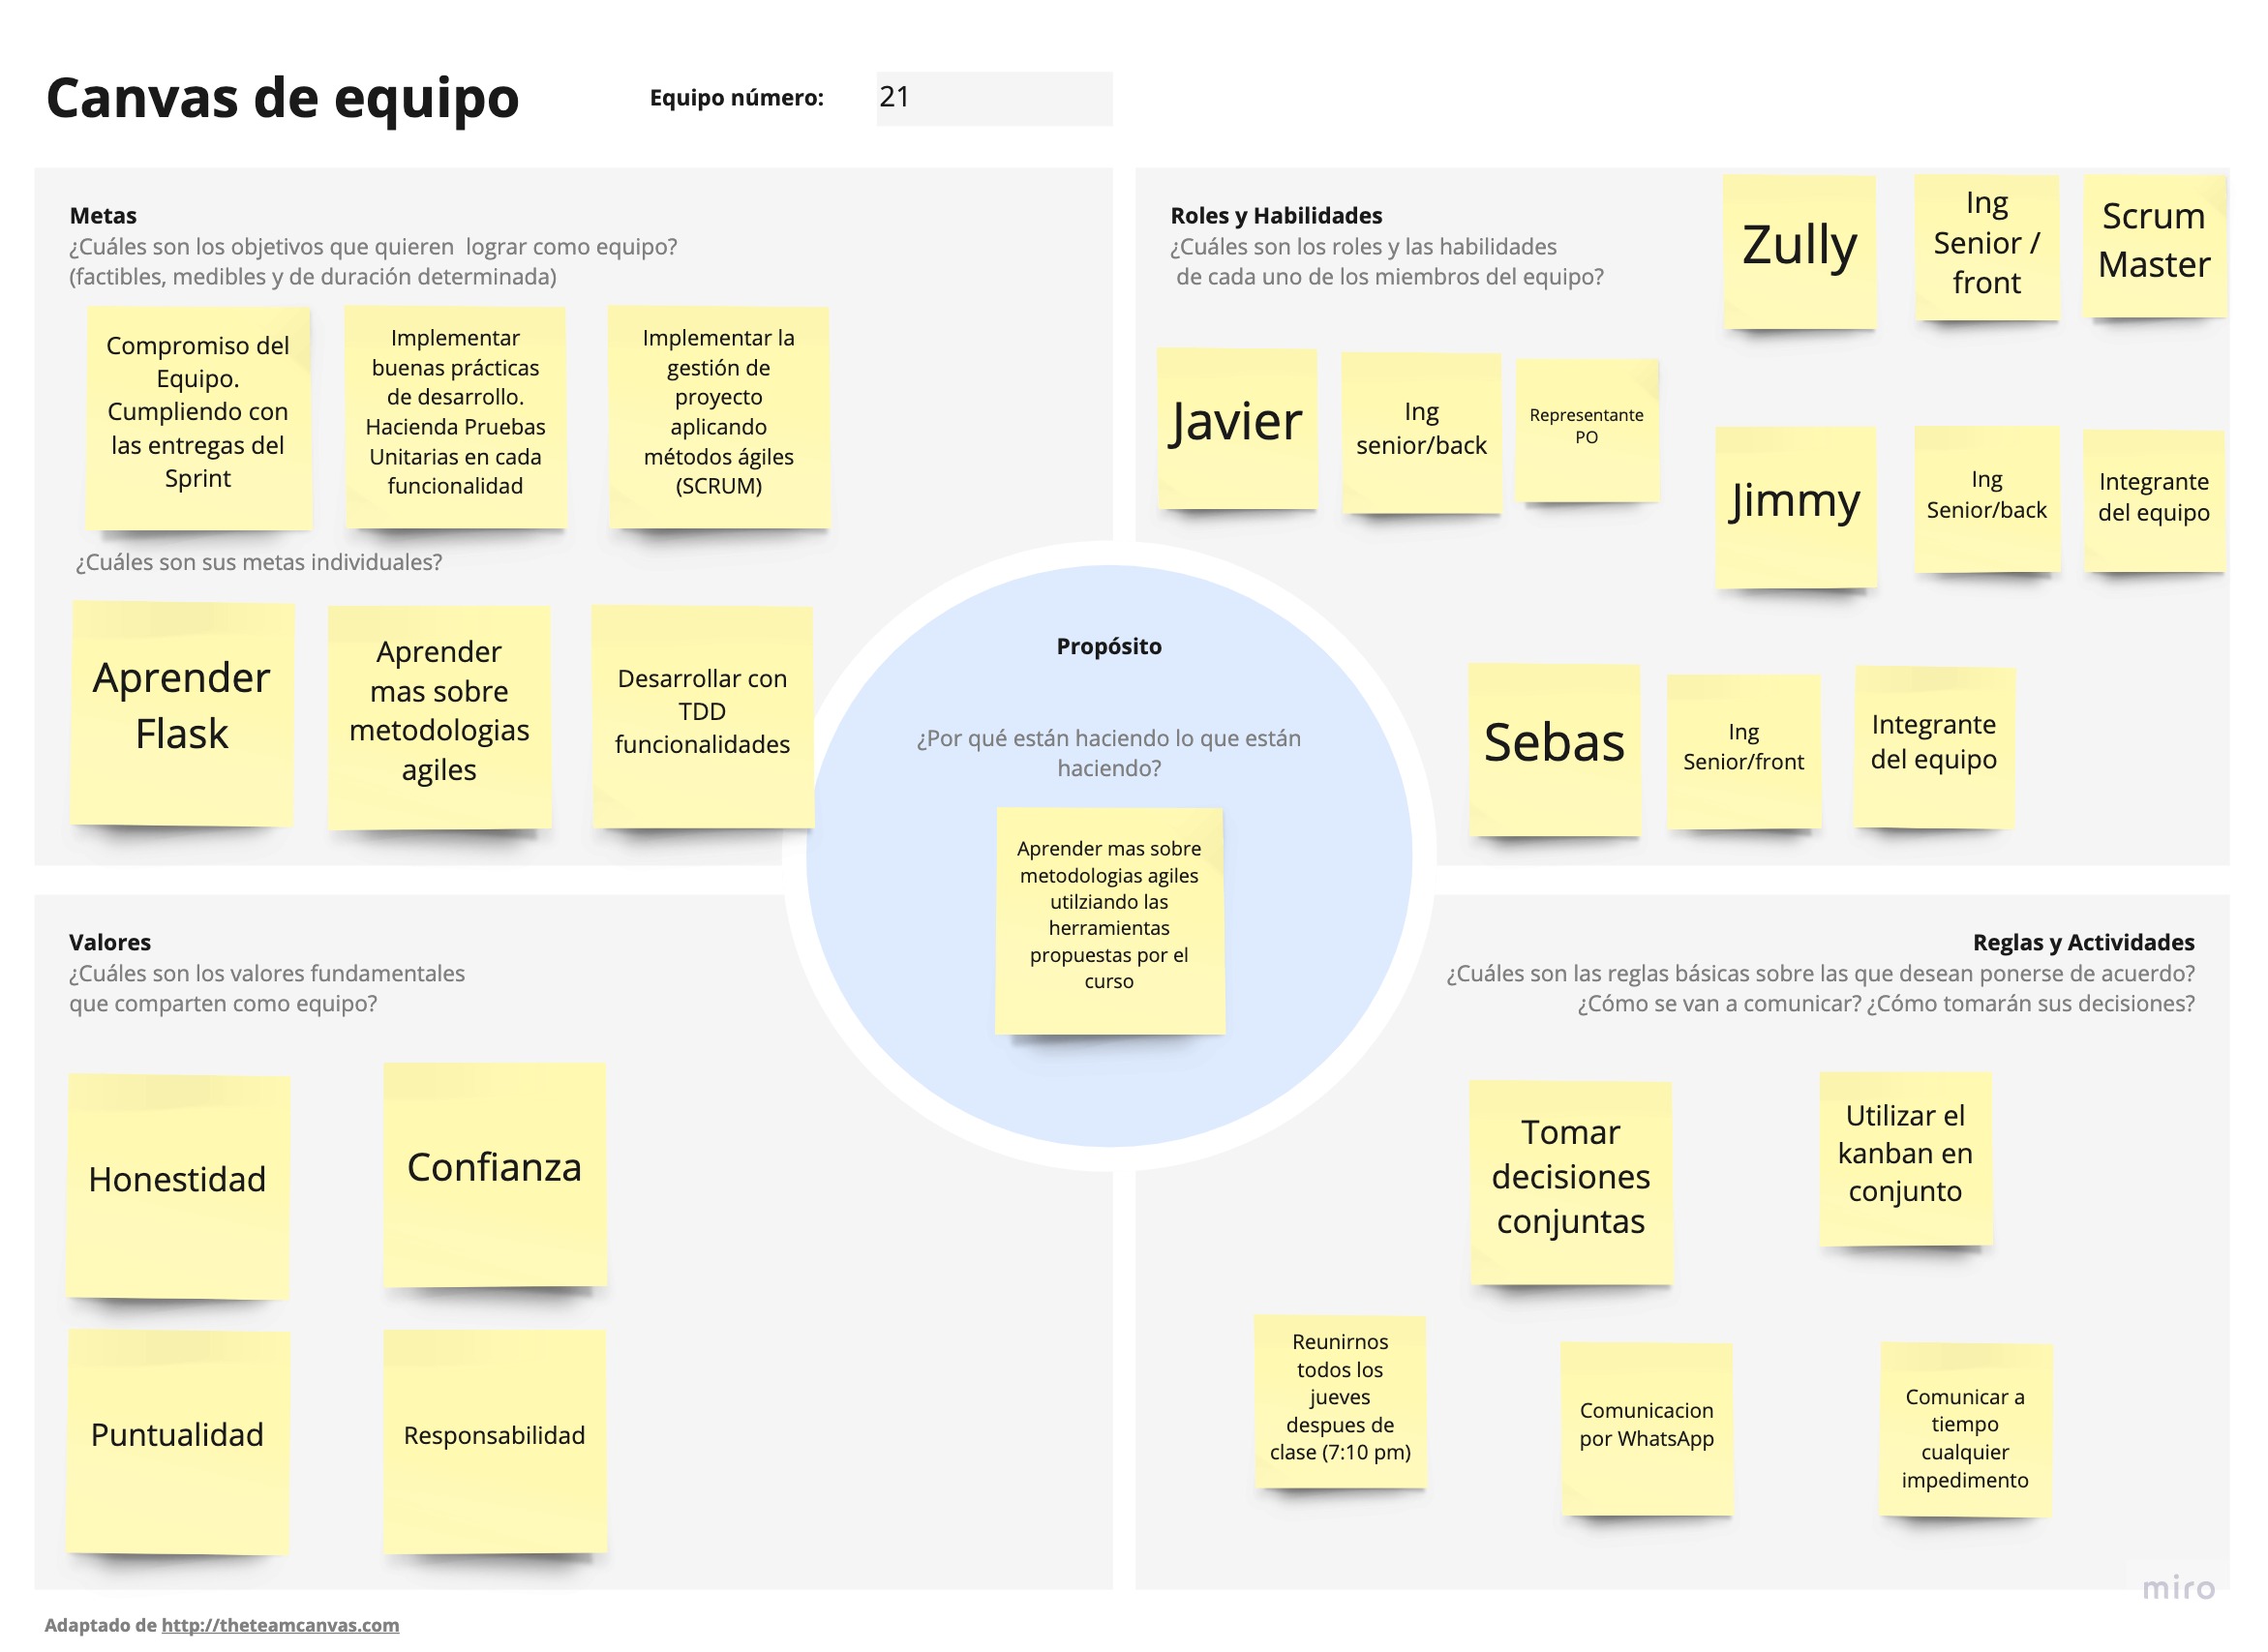 Canvas de equipo
Equipo número:
21
Metas
¿Cuáles son los objetivos que quieren  lograr como equipo?
(factibles, medibles y de duración determinada)
Compromiso del
Equipo.
Cumpliendo con
las entregas del
Sprint
Implementar
buenas prácticas
de desarrollo.
Hacienda Pruebas
Unitarias en cada
funcionalidad
Implementar la
gestión de
proyecto
aplicando
métodos ágiles
(SCRUM)
¿Cuáles son sus metas individuales?
Aprender
Flask
Aprender
mas sobre
metodologias
agiles
Desarrollar con
TDD
funcionalidades
Roles y Habilidades
¿Cuáles son los roles y las habilidades
de cada uno de los miembros del equipo?
Zully
Ing
Senior /
front
Scrum
Master
Javier
Ing
senior/back
Representante
PO
Jimmy
Ing
Senior/back
Integrante
del equipo
Sebas
Ing
Senior/front
Integrante
del equipo
Propósito
¿Por qué están haciendo lo que están
haciendo?
Aprender mas sobre
metodologias agiles
utilziando las
herramientas
propuestas por el
curso
Valores
¿Cuáles son los valores fundamentales
que comparten como equipo?
Honestidad
Confianza
Puntualidad
Responsabilidad
Reglas y Actividades
¿Cuáles son las reglas básicas sobre las que desean ponerse de acuerdo?
¿Cómo se van a comunicar? ¿Cómo tomarán sus decisiones?
Tomar
decisiones
conjuntas
Utilizar el
kanban en
conjunto
Reunirnos
todos los
jueves
despues de
clase (7:10 pm)
Comunicacion
por WhatsApp
Comunicar a
tiempo
cualquier
impedimento
miro
Adaptado de http://theteamcanvas.com